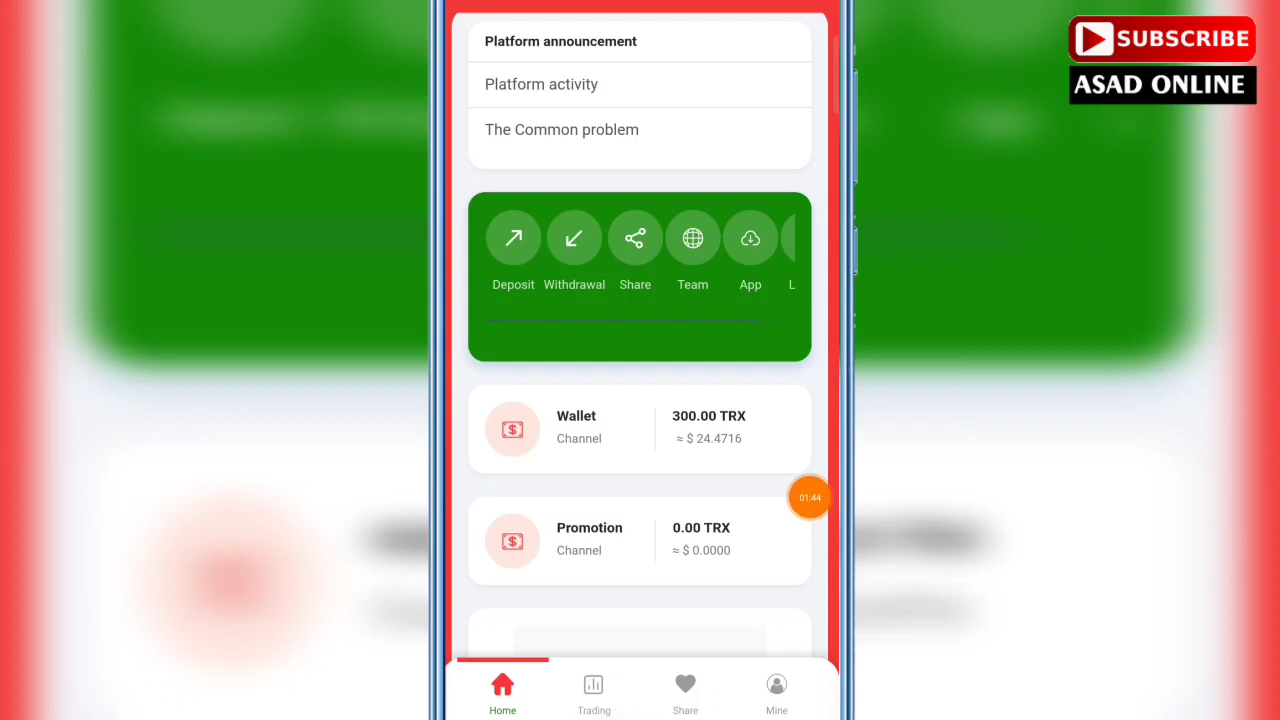 SUBSCRIBE
ASAD ONLINE
Platform announcement
Platform activity
The Common problem
Deposit Withdrawal Share Team App L
Wallet 300.00 TRX
Channel ≈ $ 24.4716
01:44
Promotion 0.00 TRX
Channel ≈ $ 0.0000
Home Trading Share Mine